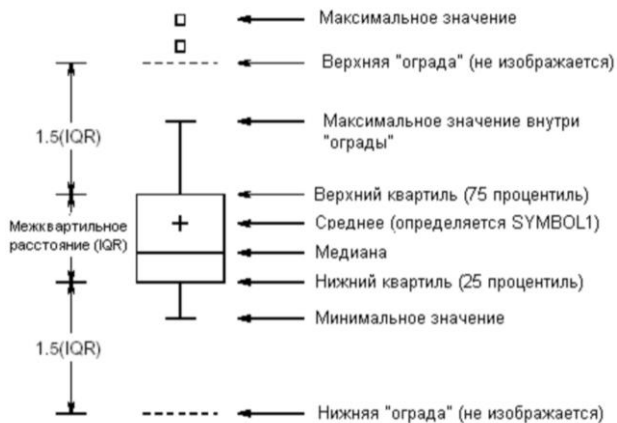 Максимальное значение
Верхняя "ограда" (не изображается)
Максимальное значение внутри
"ограды"
1.5(IQR)
Верхний квартиль (75 процентиль)
Среднее (определяется SYMBOL1)
Межквартильное
расстояние (IQR)
Медиана
Нижний квартиль (25 процентиль)
Минимальное значение
1.5(IQR)
Нижняя "ограда" (не изображается)